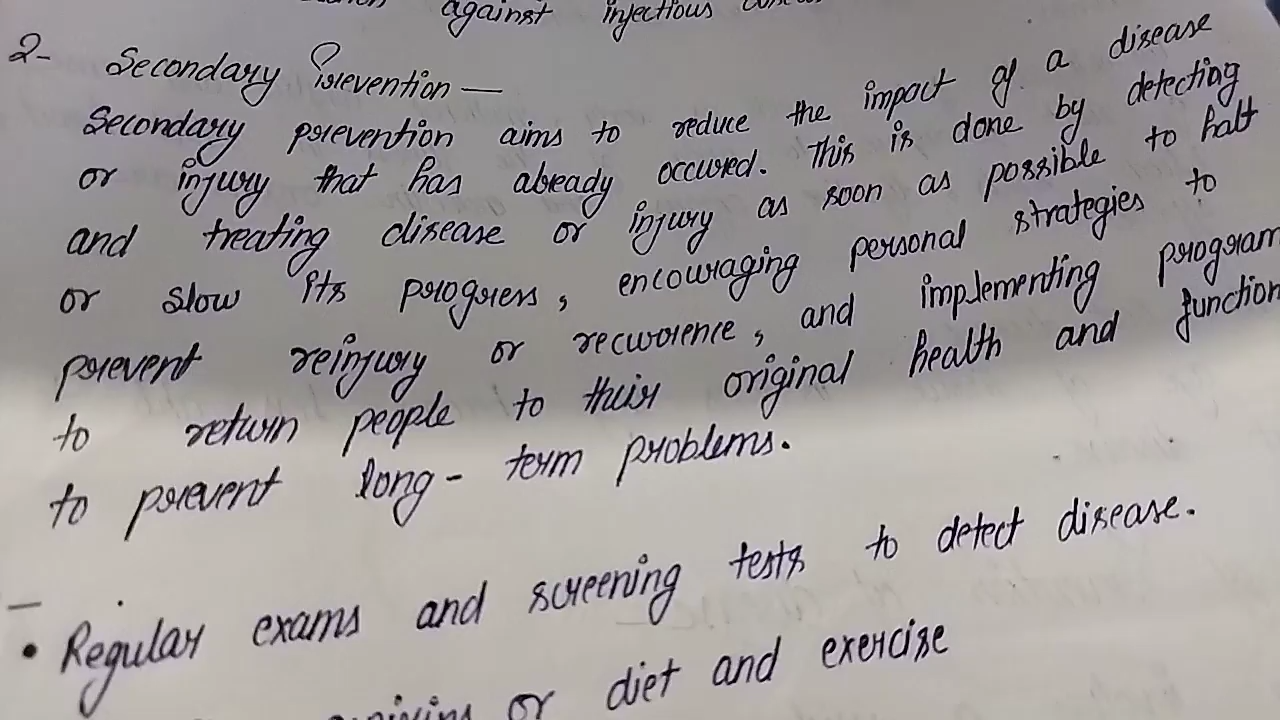 against
2- Secondary Prevention —
Secondary prevention aims to reduce the impact of a disease
or injury that has already occured. This is done by detecting
and treating disease or injury as soon as possible to halt
or slow its progress, encouraging personal strategies to
prevent reinjury or recurrence, and implementing program
to return people to their original health and function
to prevent long-term problems.
• Regular exams and screening tests to detect disease.
or diet and exercise